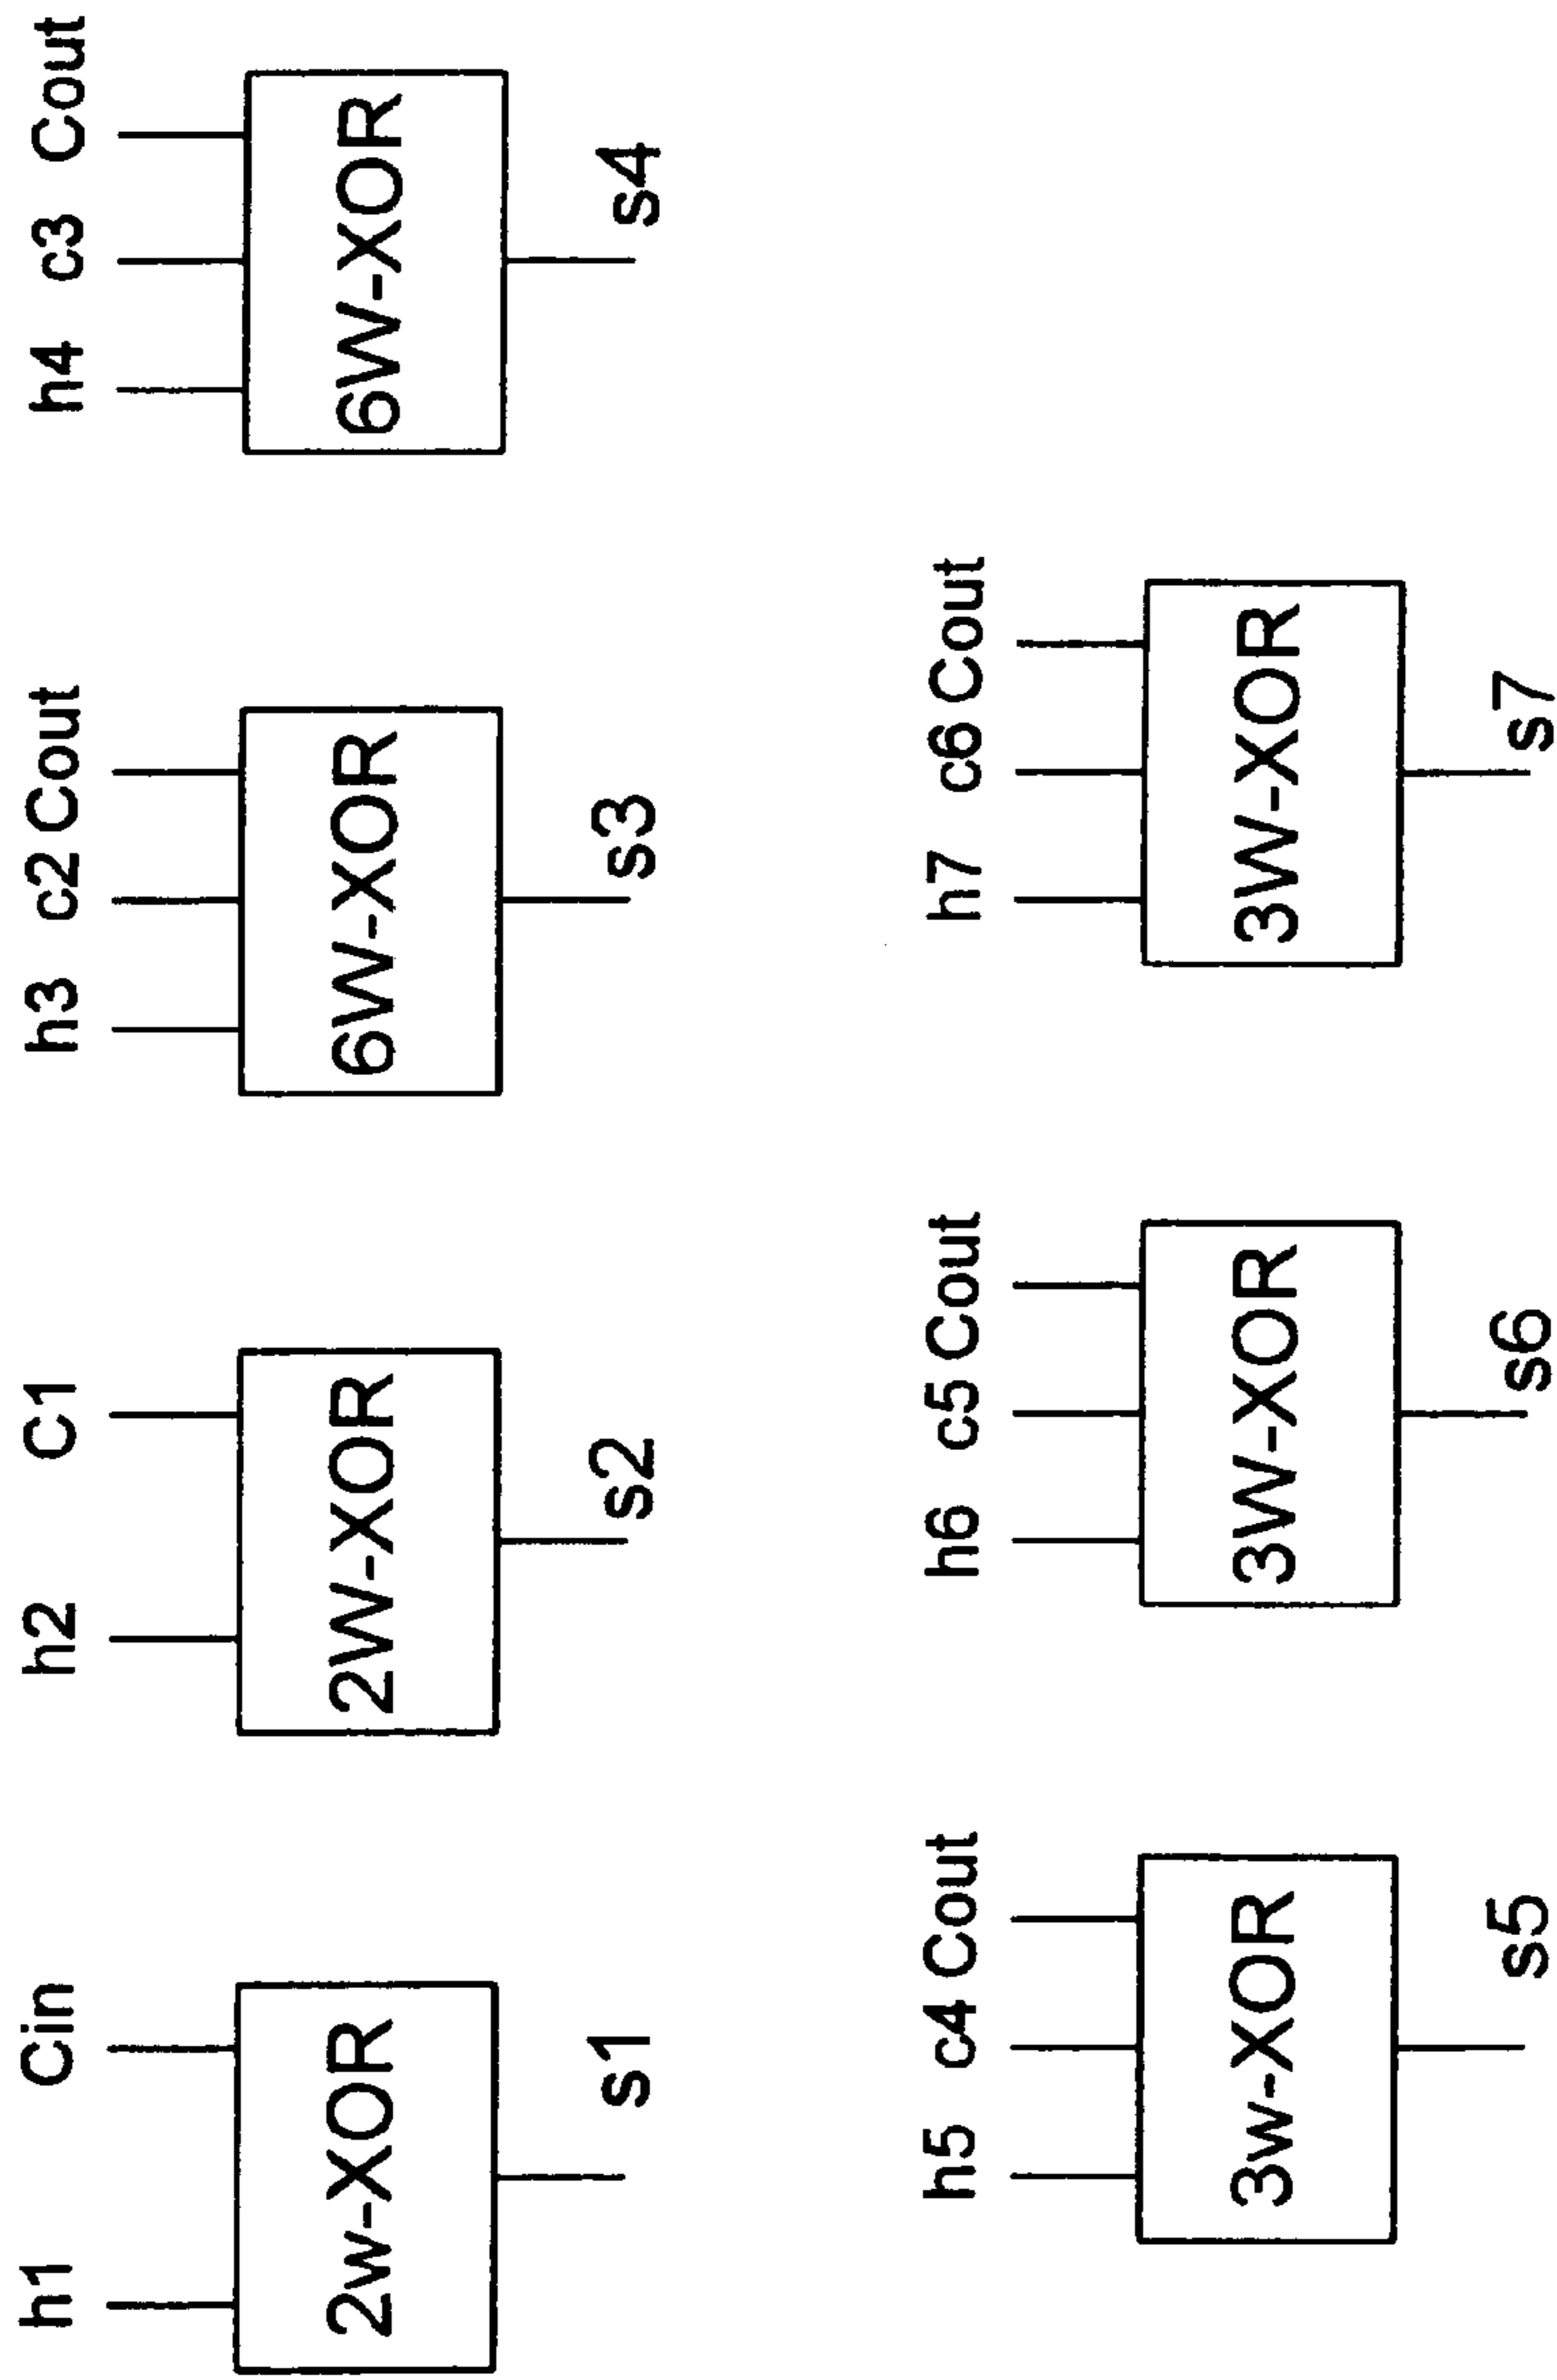 h1 Cin h2 C1 h3 c2 Cout h4 c3 Cout
2w-XOR 2W-XOR 6W-XOR 6W-XOR
s1 s2 s3 s4
h5 c4 Cout h6 c5 Cout h7 c6 Cout
3w-XOR 3W-XOR 3W-XOR
s5 s6 s7